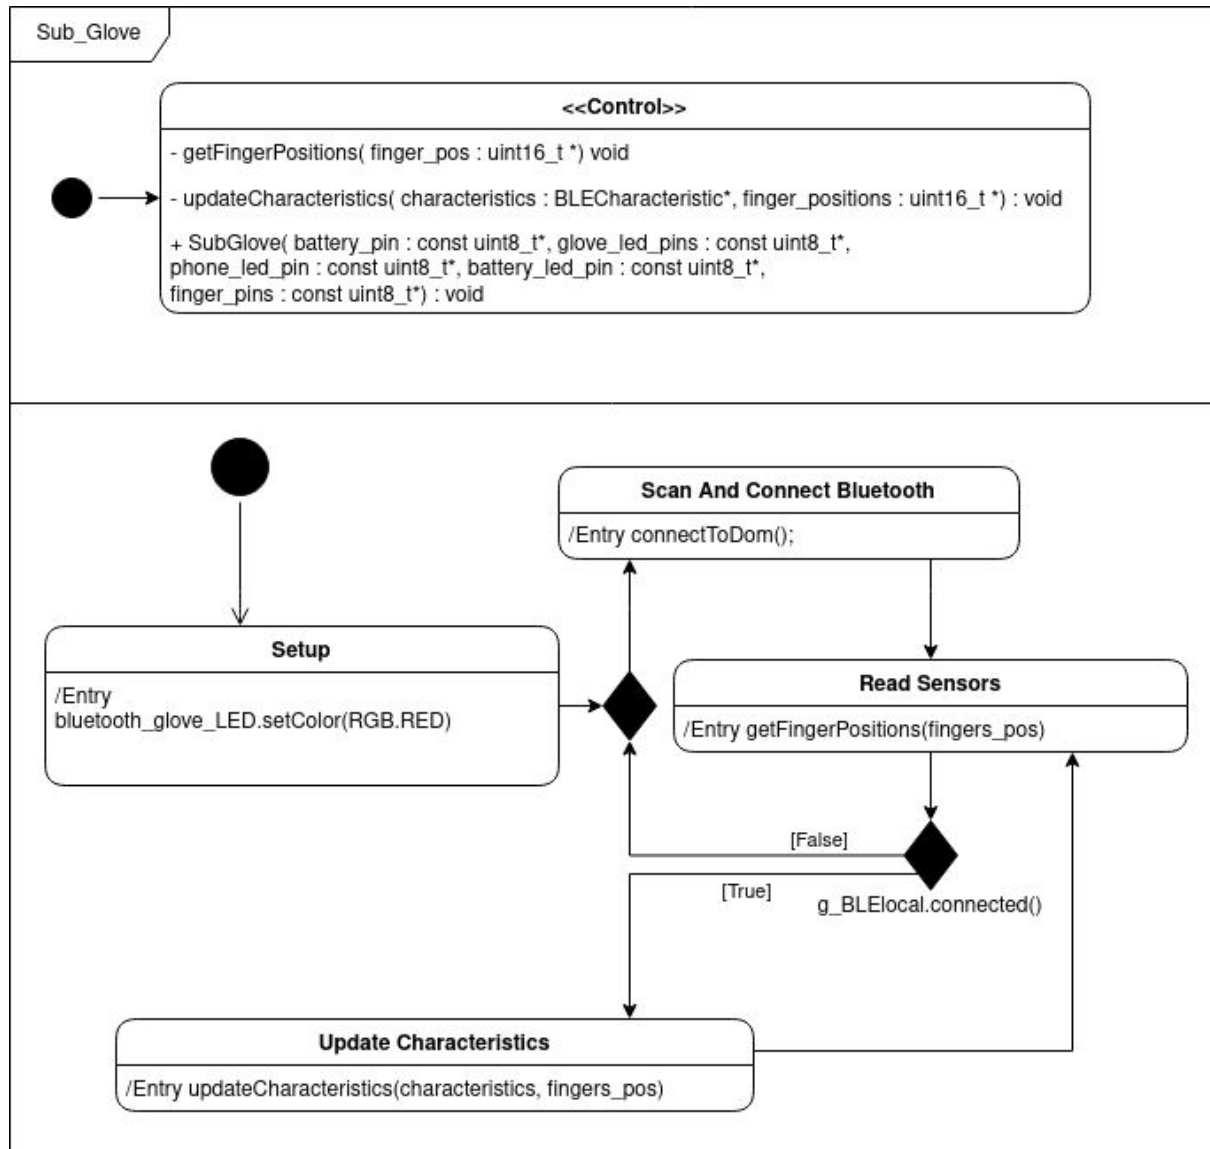 Sub_Glove
<<Control>>
- getFingerPositions( finger_pos : uint16_t *) void
- updateCharacteristics( characteristics : BLECharacteristic*, finger_positions : uint16_t *) : void
+ SubGlove( battery_pin : const uint8_t*, glove_led_pins : const uint8_t*,
phone_led_pin : const uint8_t*, battery_led_pin : const uint8_t*,
finger_pins : const uint8_t*) : void
Scan And Connect Bluetooth
/Entry connectToDom();
Setup
/Entry
bluetooth_glove_LED.setColor(RGB.RED)
Read Sensors
/Entry getFingerPositions(fingers_pos)
[False]
[True]
g_BLElocal.connected()
Update Characteristics
/Entry updateCharacteristics(characteristics, fingers_pos)